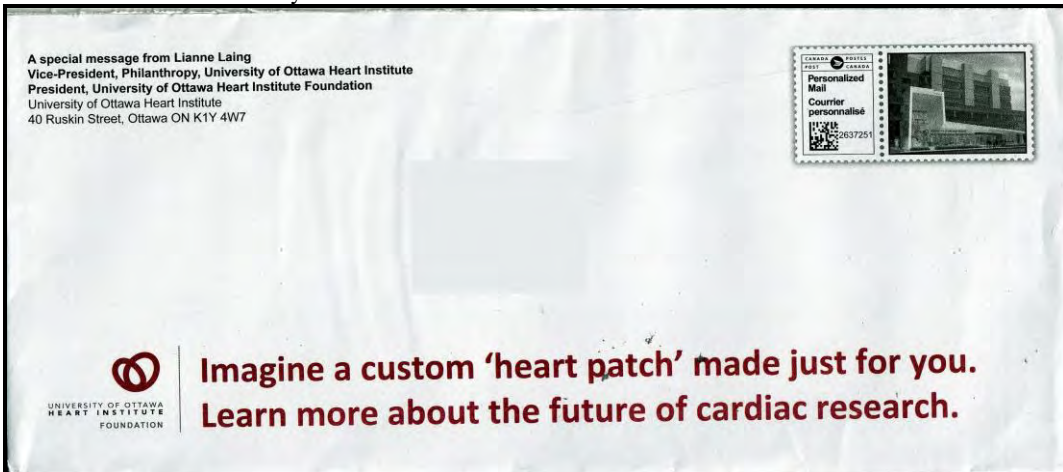 A special message from Lianne Laing
Vice-President, Philanthropy, University of Ottawa Heart Institute
President, University of Ottawa Heart Institute Foundation
University of Ottawa Heart Institute
40 Ruskin Street, Ottawa ON K1Y 4W7
CANADA POSTES
POST CANADA
Personalized
Mail
Courrier
personnalisé
2637251
Imagine a custom ‘heart patch’ made just for you.
Learn more about the future of cardiac research.
UNIVERSITY OF OTTAWA
HEART INSTITUTE
FOUNDATION